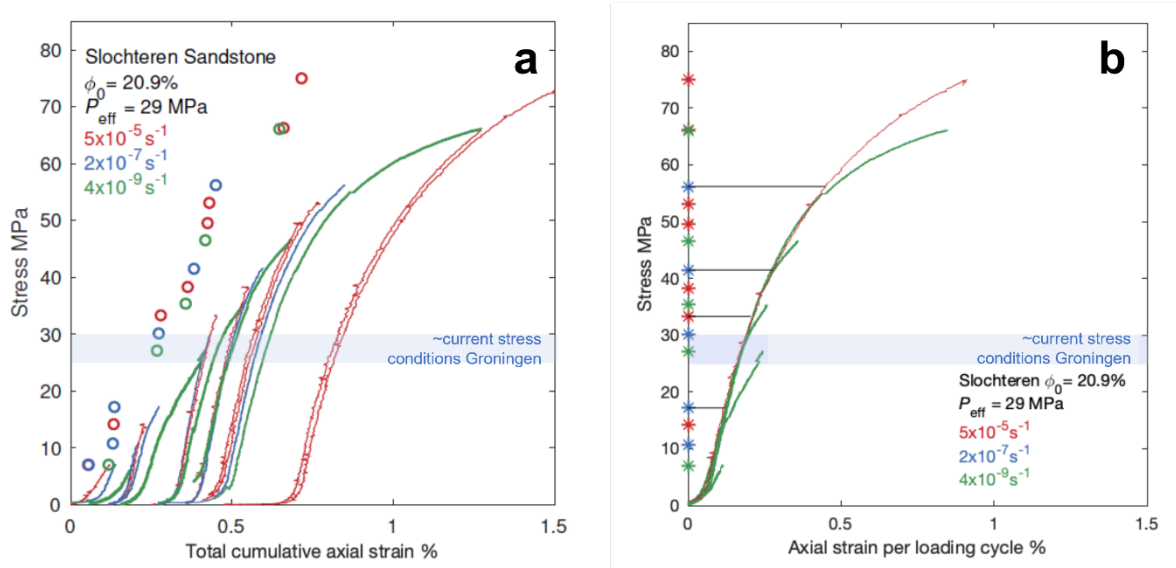 a
Slochteren Sandstone
ϕ₀= 20.9%
P_eff = 29 MPa
5x10⁻⁵s⁻¹
2x10⁻⁷s⁻¹
4x10⁻⁹s⁻¹
80
70
60
50
40
30
20
10
0
Stress MPa
~current stress
conditions Groningen
0
0.5
1
1.5
Total cumulative axial strain %
b
80
70
60
50
40
30
20
10
0
Stress MPa
~current stress
conditions Groningen
Slochteren ϕ₀= 20.9%
P_eff = 29 MPa
5x10⁻⁵s⁻¹
2x10⁻⁷s⁻¹
4x10⁻⁹s⁻¹
0
0.5
1
1.5
Axial strain per loading cycle %